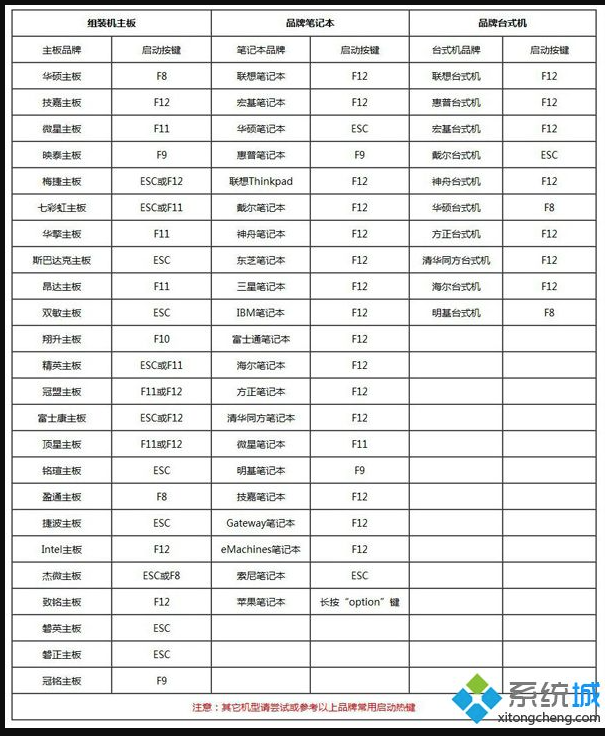 组装机主板 品牌笔记本 品牌台式机
主板品牌 启动按键 笔记本品牌 启动按键 台式机品牌 启动按键
华硕主板 F8 联想笔记本 F12 联想台式机 F12
技嘉主板 F12 宏基笔记本 F12 惠普台式机 F12
微星主板 F11 华硕笔记本 ESC 宏基台式机 F12
映泰主板 F9 惠普笔记本 F9 戴尔台式机 ESC
梅捷主板 ESC或F12 联想Thinkpad F12 神舟台式机 F12
七彩虹主板 ESC或F11 戴尔笔记本 F12 华硕台式机 F8
华擎主板 F11 神舟笔记本 F12 方正台式机 F12
斯巴达克主板 ESC 东芝笔记本 F12 清华同方台式机 F12
昂达主板 F11 三星笔记本 F12 海尔台式机 F12
双敏主板 ESC IBM笔记本 F12 明基台式机 F8
翔升主板 F10 富士通笔记本 F12
精英主板 ESC或F11 海尔笔记本 F12
冠盟主板 F11或F12 方正笔记本 F12
富士康主板 ESC或F12 清华同方笔记本 F12
顶星主板 F11或F12 微星笔记本 F11
铭瑄主板 ESC 明基笔记本 F9
盈通主板 F8 技嘉笔记本 F12
捷波主板 ESC Gateway笔记本 F12
Intel主板 F12 eMachines笔记本 F12
杰微主板 ESC或F8 索尼笔记本 ESC
致铭主板 F12 苹果笔记本 长按“option”键
磐英主板 ESC
磐正主板 ESC
冠铭主板 F9
注意：其它机型请尝试或参考以上品牌常用启动热键
系统城
xitongcheng.com